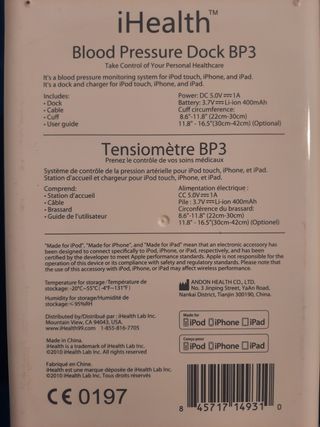 iHealth™
Blood Pressure Dock BP3
Take Control of Your Personal Healthcare
It's a blood pressure monitoring system for iPod touch, iPhone, and iPad.
It's a dock and charger for iPod touch, iPhone, and iPad.
Includes:
• Dock
• Cable
• Cuff
• User guide
Power: DC 5.0V⎓1A
Battery: 3.7V⎓Li-ion 400mAh
Cuff circumference:
8.6"-11.8" (22cm-30cm)
11.8" - 16.5"(30cm-42cm) (Optional)
Tensiomètre BP3
Prenez le contrôle de vos soins médicaux
Système de contrôle de la pression artérielle pour iPod touch, iPhone, et iPad.
Station d'accueil et chargeur pour iPod touch, iPhone, et iPad.
Comprend:
• Station d'accueil
• Câble
• Brassard
• Guide de l'utilisateur
Alimentation électrique :
CC 5.0V⎓1A
Pile : 3.7V⎓Li-ion 400mAh
Circonférence du brassard:
8.6"-11.8" (22cm-30cm)
11.8" - 16.5"(30cm-42cm) (Optional)
"Made for iPod", "Made for iPhone", and "Made for iPad" mean that an electronic accessory has
been designed to connect specifically to iPod, iPhone, or iPad, respectively, and has been
certified by the developer to meet Apple performance standards. Apple is not responsible for the
operation of this device or its compliance with safety and regulatory standards. Please note that
the use of this accessory with iPod, iPhone, or iPad may affect wireless performance.
Temperature for storage /Température de
stockage: -20°C~55°C( -4°F~131°F)
Humidity for storage/Humidité de
stockage:< 95%RH
ANDON HEALTH CO., LTD.
No. 3 Jinping Street, YaAn Road,
Nankai District, Tianjin 300190, China.
Distributed by/Distribué par : iHealth Lab Inc.
Mountain View, CA 94043, USA.
www.iHealth99.com 1-855-816-7705
Made for
iPod iPhone iPad
Made in China.
iHealth is a trademark of iHealth Lab Inc.
©2010 iHealth Lab Inc. All rights reserved
Conçu pour
iPod iPhone iPad
Fabriqué en Chine.
iHealth est une marque déposée de iHealth Lab Inc.
©2010 iHealth Lab Inc. Tous droits réservés
CE 0197
8 45717 14931 0